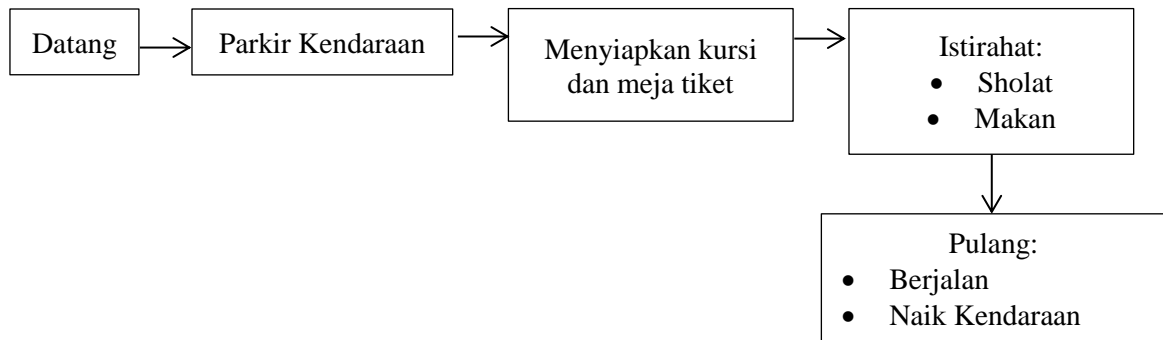 Datang
Parkir Kendaraan
Menyiapkan kursi
dan meja tiket
Istirahat:
• Sholat
• Makan
Pulang:
• Berjalan
• Naik Kendaraan